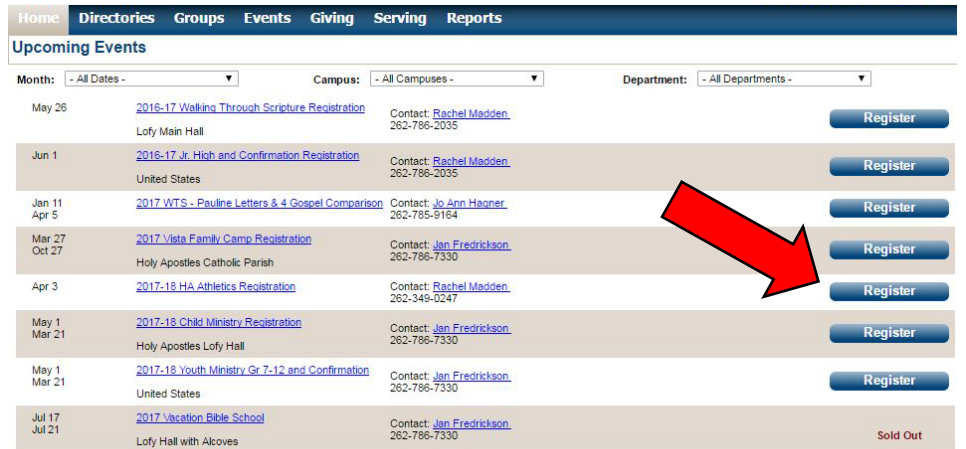 Home Directories Groups Events Giving Serving Reports
Upcoming Events
Month: - All Dates - Campus: - All Campuses - Department: - All Departments -
May 26 2016-17 Walking Through Scripture Registration Contact: Rachel Madden Register
Lofy Main Hall 262-786-2035
Jun 1 2016-17 Jr. High and Confirmation Registration Contact: Rachel Madden Register
United States 262-786-2035
Jan 11 2017 WTS - Pauline Letters & 4 Gospel Comparison Contact: Jo Ann Hagner Register
Apr 5 262-785-9164
Mar 27 2017 Vista Family Camp Registration Contact: Jan Fredrickson Register
Oct 27 Holy Apostles Catholic Parish 262-786-7330
Apr 3 2017-18 HA Athletics Registration Contact: Rachel Madden Register
262-349-0247
May 1 2017-18 Child Ministry Registration Contact: Jan Fredrickson Register
Mar 21 Holy Apostles Lofy Hall 262-786-7330
May 1 2017-18 Youth Ministry Gr 7-12 and Confirmation Contact: Jan Fredrickson Register
Mar 21 United States 262-786-7330
Jul 17 2017 Vacation Bible School Contact: Jan Fredrickson
Jul 21 Lofy Hall with Alcoves 262-786-7330 Sold Out